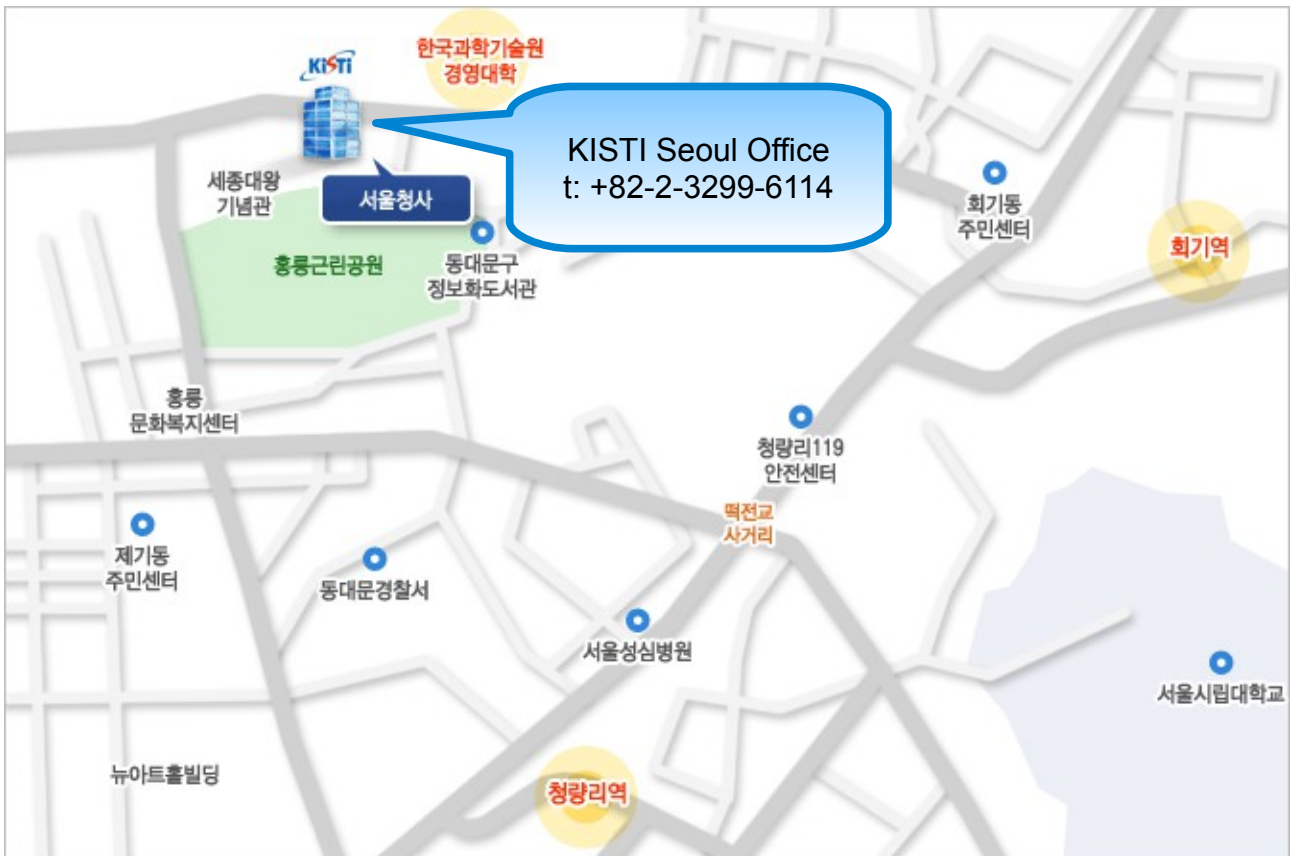 한국과학기술원
경영대학
KiSTi
KISTI Seoul Office
t: +82-2-3299-6114
세종대왕
기념관
서울청사
회기동
주민센터
회기역
홍릉근린공원
동대문구
정보화도서관
홍릉
문화복지센터
청량리119
안전센터
떡전교
사거리
제기동
주민센터
동대문경찰서
서울성심병원
서울시립대학교
뉴아트홀빌딩
청량리역